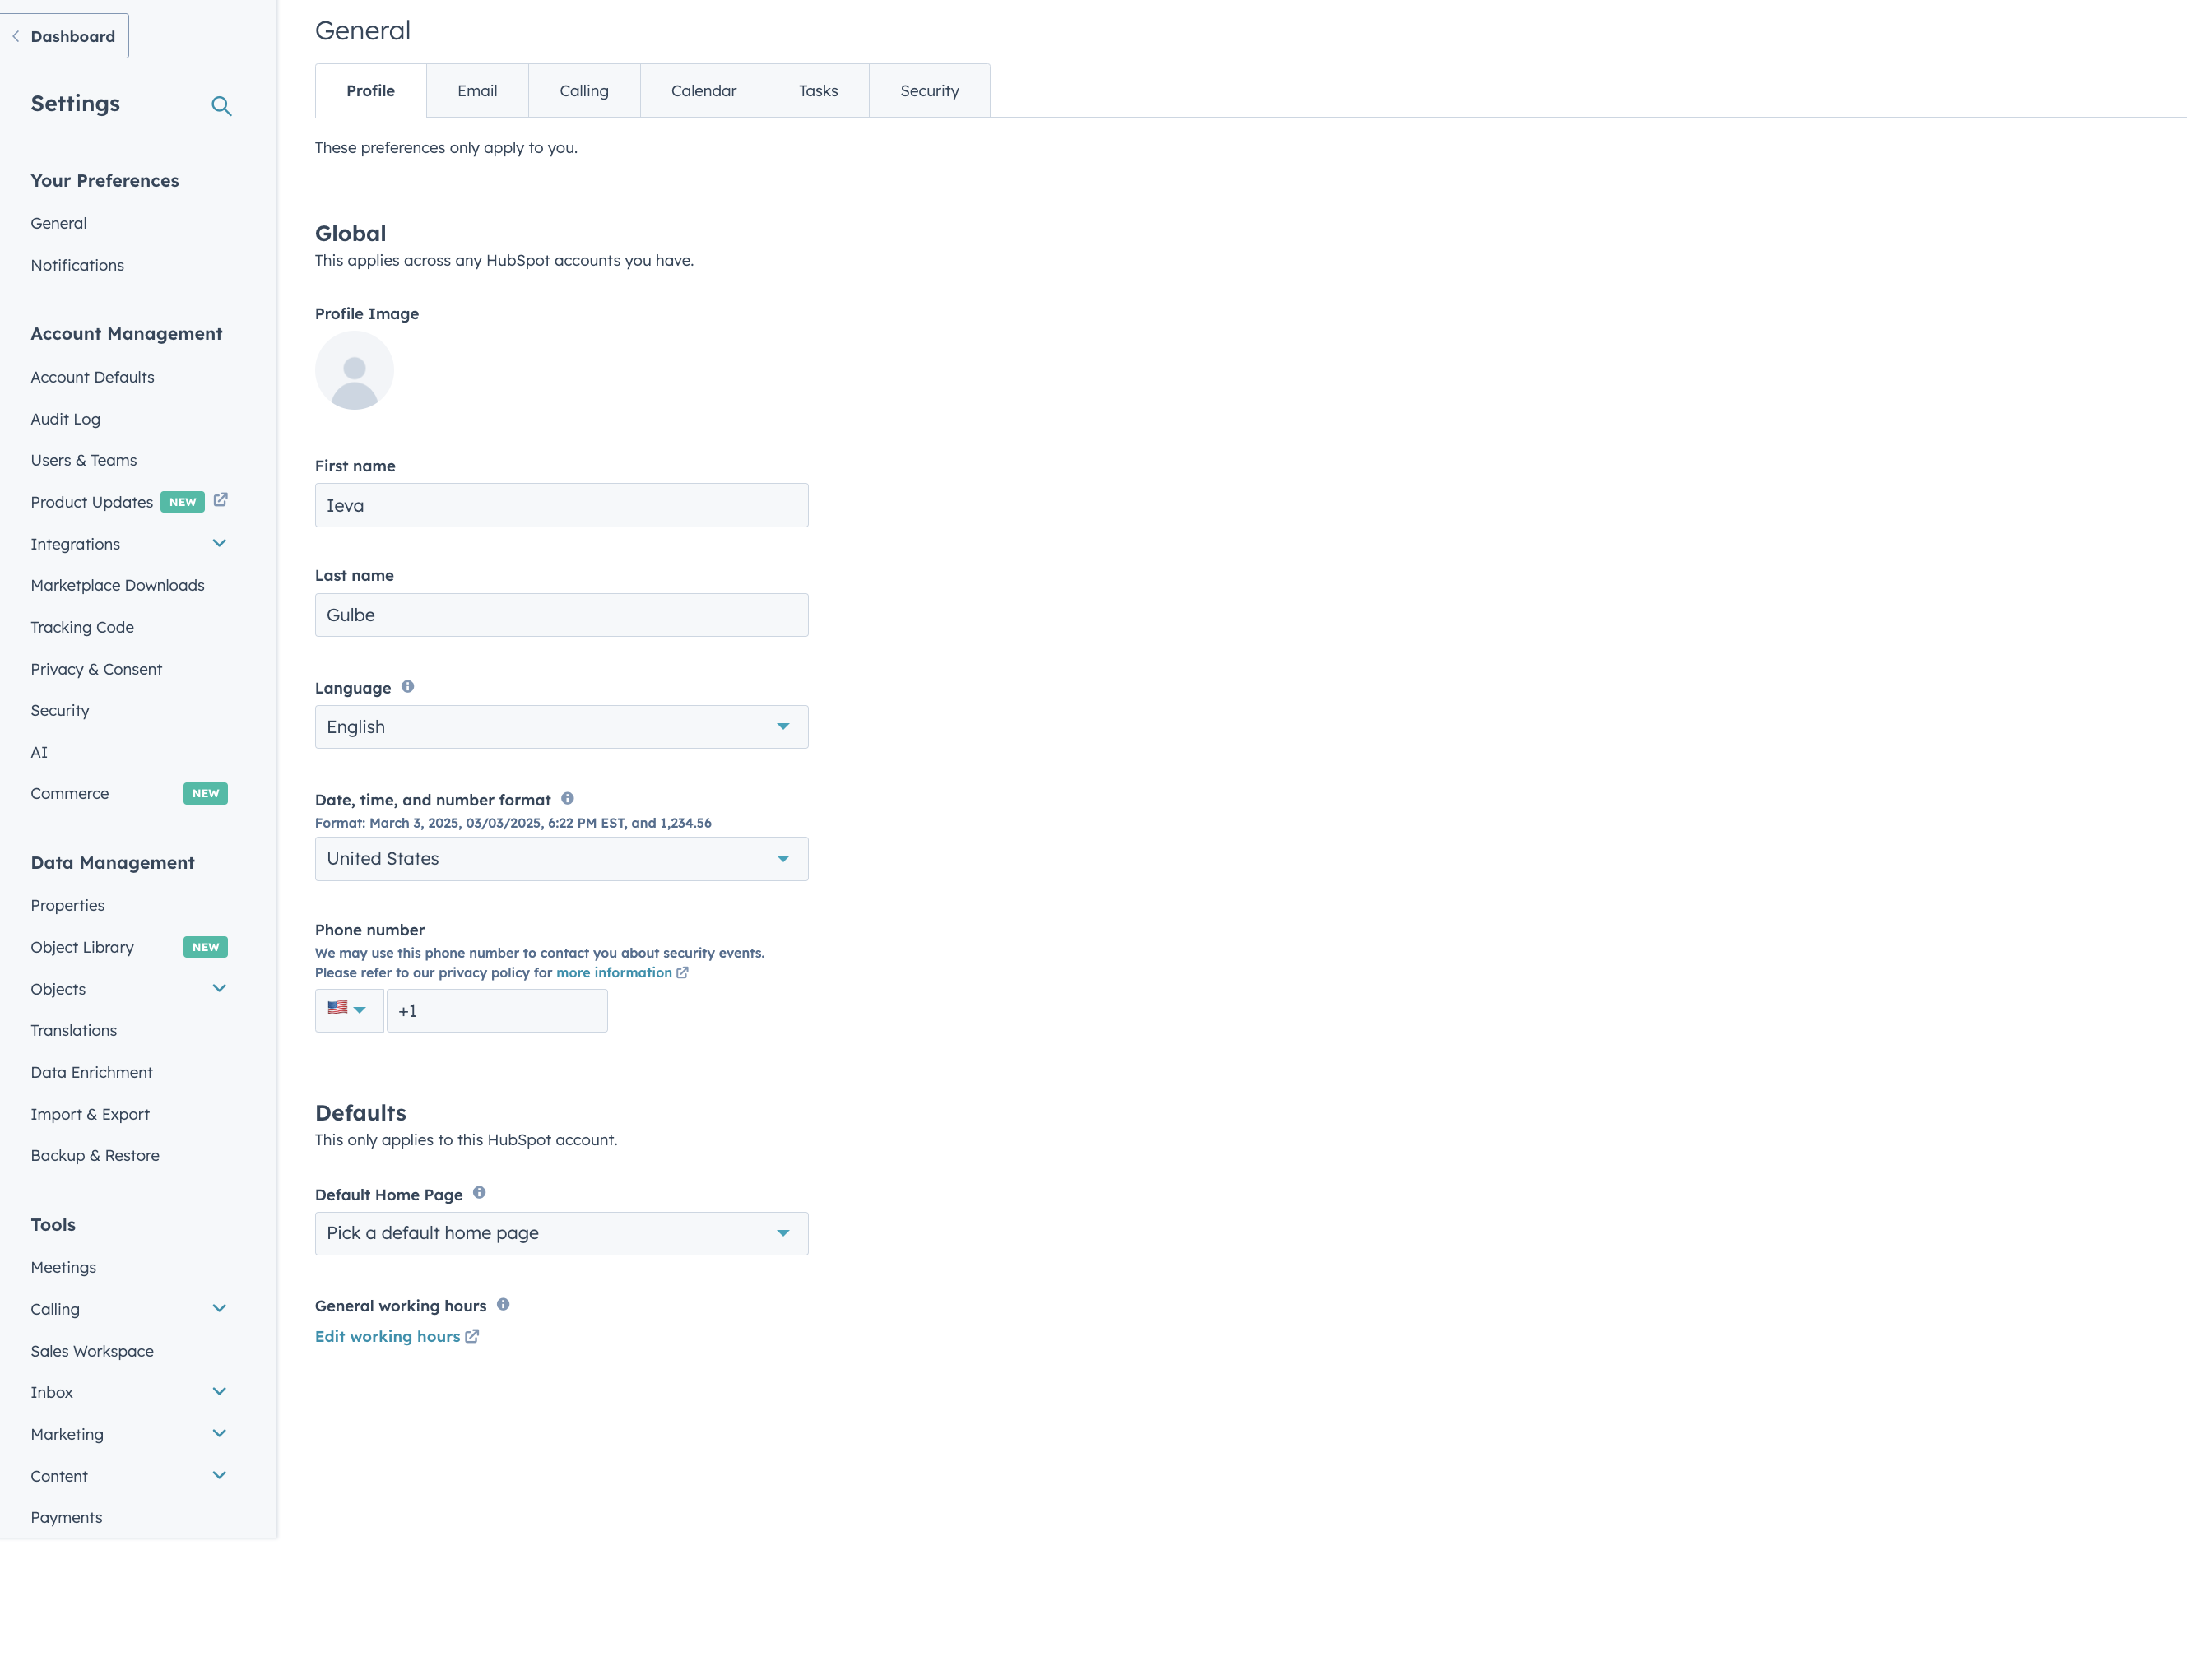 Dashboard
Settings
Your Preferences
General
Notifications
Account Management
Account Defaults
Audit Log
Users & Teams
Product Updates NEW
Integrations
Marketplace Downloads
Tracking Code
Privacy & Consent
Security
AI
Commerce NEW
Data Management
Properties
Object Library NEW
Objects
Translations
Data Enrichment
Import & Export
Backup & Restore
Tools
Meetings
Calling
Sales Workspace
Inbox
Marketing
Content
Payments
General
Profile Email Calling Calendar Tasks Security
These preferences only apply to you.
Global
This applies across any HubSpot accounts you have.
Profile Image
First name
Ieva
Last name
Gulbe
Language
English
Date, time, and number format
Format: March 3, 2025, 03/03/2025, 6:22 PM EST, and 1,234.56
United States
Phone number
We may use this phone number to contact you about security events.
Please refer to our privacy policy for more information
+1
Defaults
This only applies to this HubSpot account.
Default Home Page
Pick a default home page
General working hours
Edit working hours